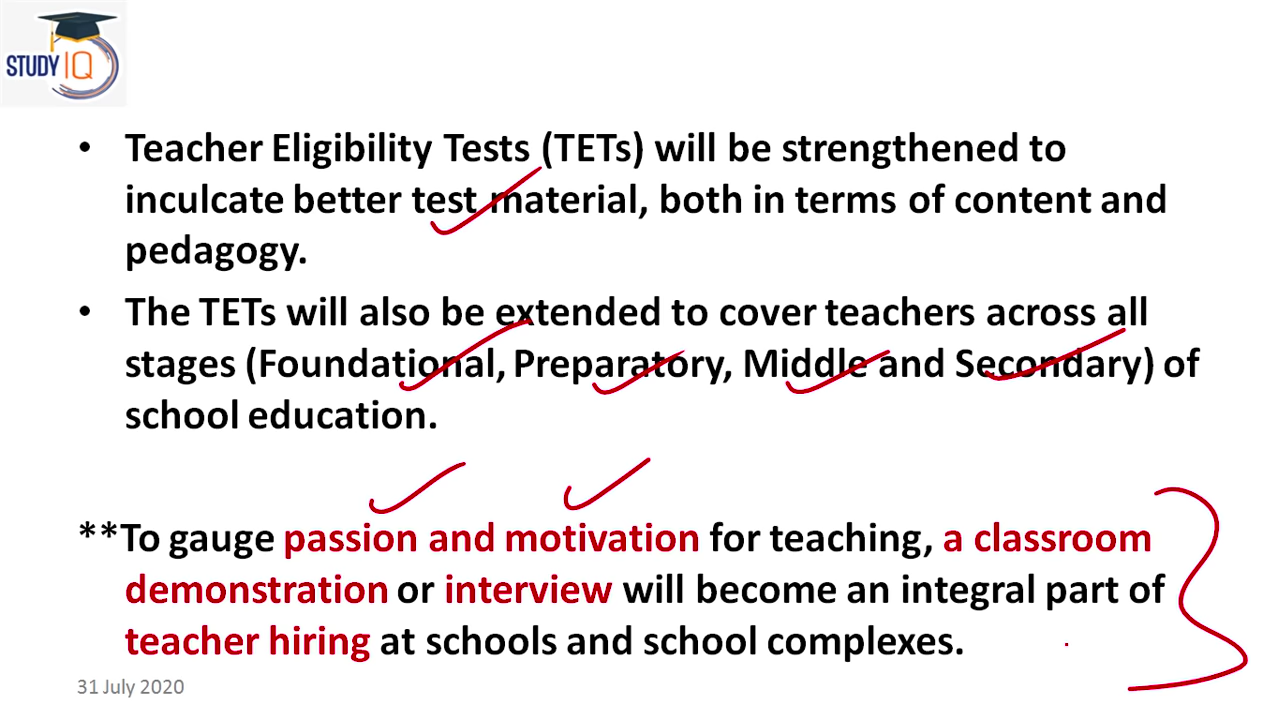 STUDY IQ
• Teacher Eligibility Tests (TETs) will be strengthened to
inculcate better test material, both in terms of content and
pedagogy.
• The TETs will also be extended to cover teachers across all
stages (Foundational, Preparatory, Middle and Secondary) of
school education.
**To gauge passion and motivation for teaching, a classroom
demonstration or interview will become an integral part of
teacher hiring at schools and school complexes.
31 July 2020